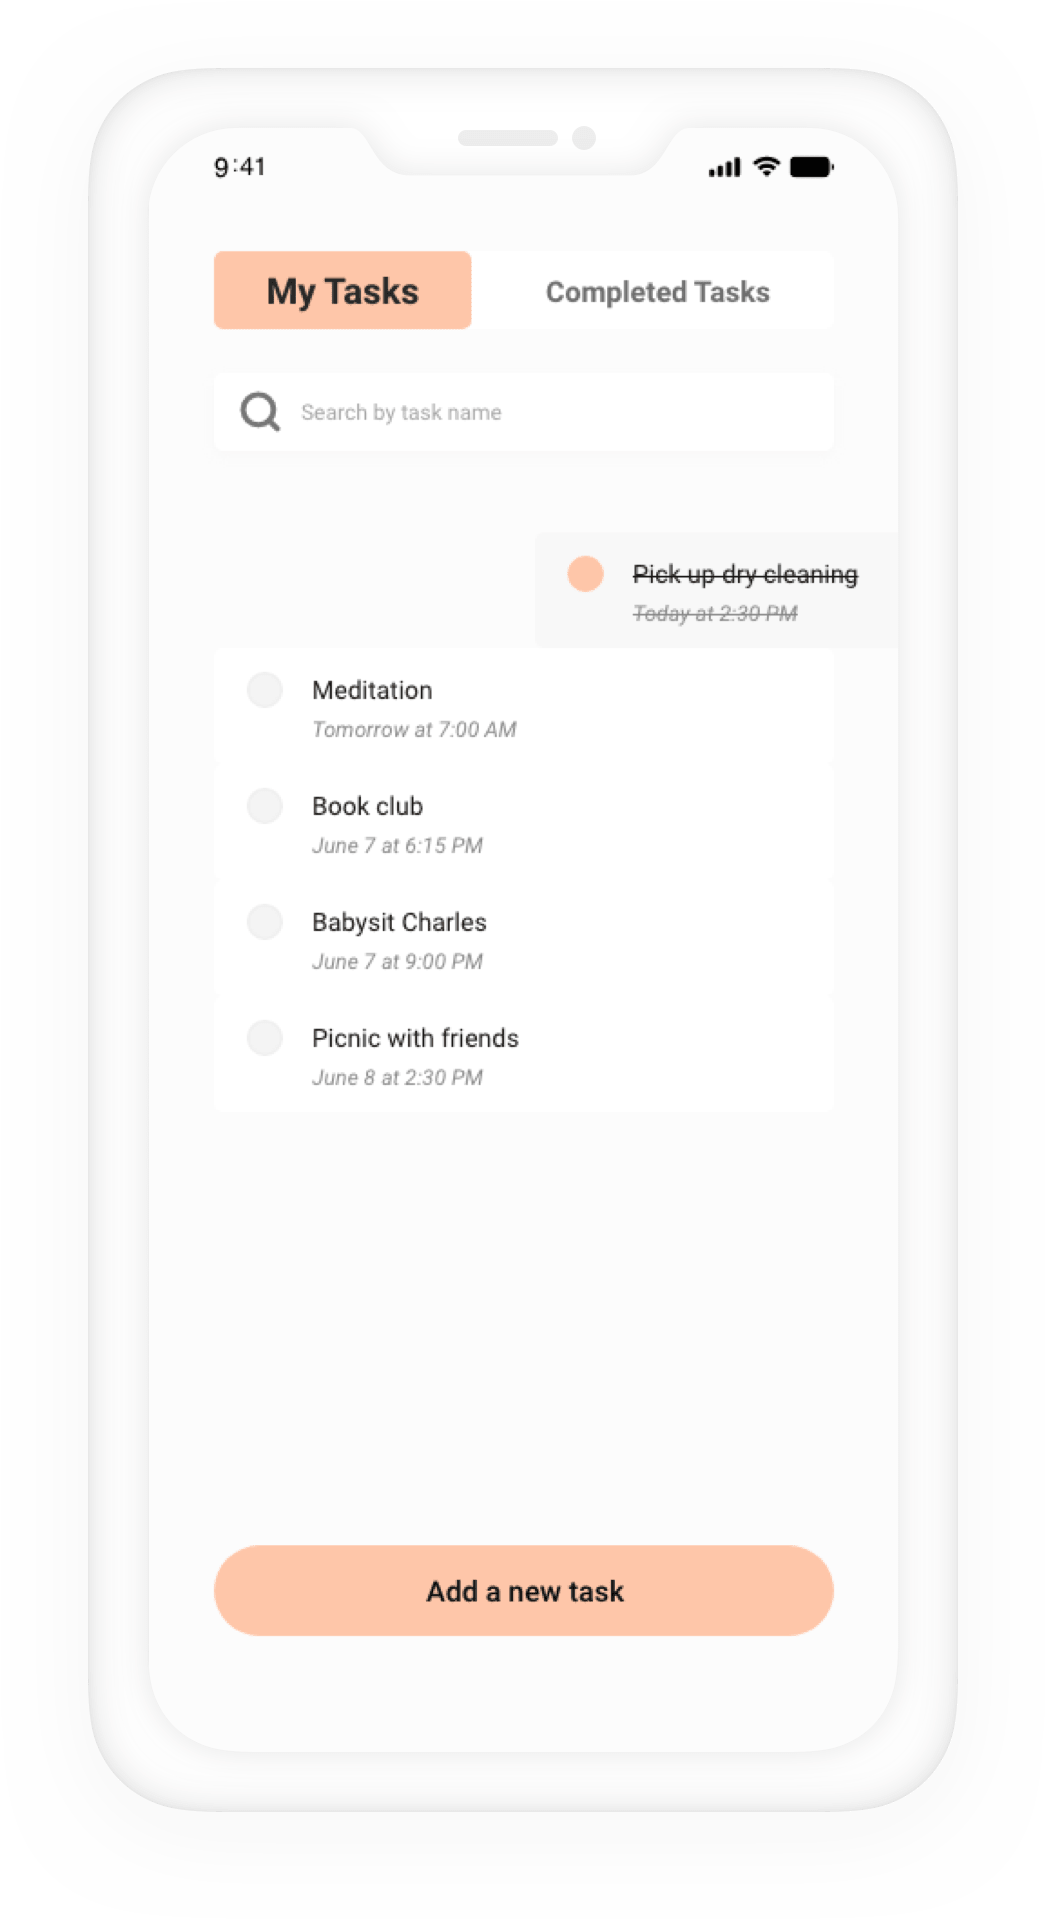 9:41
My Tasks
Completed Tasks
Search by task name
Pick up dry cleaning
Today at 2:30 PM
Meditation
Tomorrow at 7:00 AM
Book club
June 7 at 6:15 PM
Babysit Charles
June 7 at 9:00 PM
Picnic with friends
June 8 at 2:30 PM
Add a new task